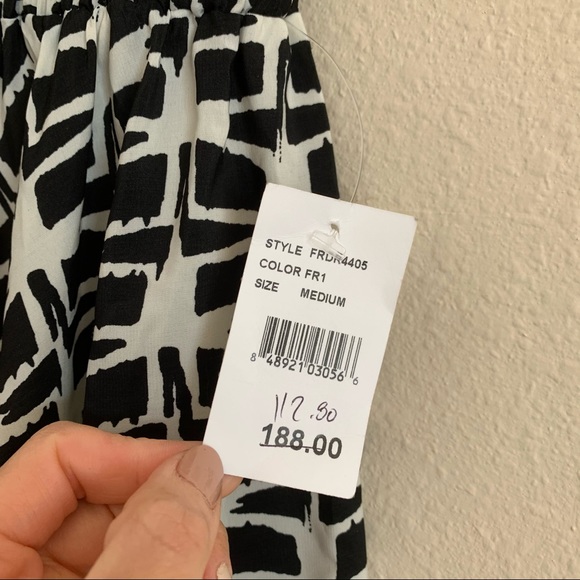 STYLE FRDR4405
COLOR FR1
SIZE MEDIUM
8 48921 03056 6
112.80
188.00